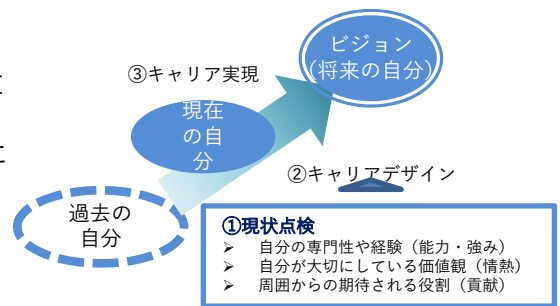 ビジョン
(将来の自分)
③キャリア実現
現在
の自
分
②キャリアデザイン
過去の
自分
①現状点検
➢ 自分の専門性や経験（能力・強み）
➢ 自分が大切にしている価値観（情熱）
➢ 周囲からの期待される役割（貢献）